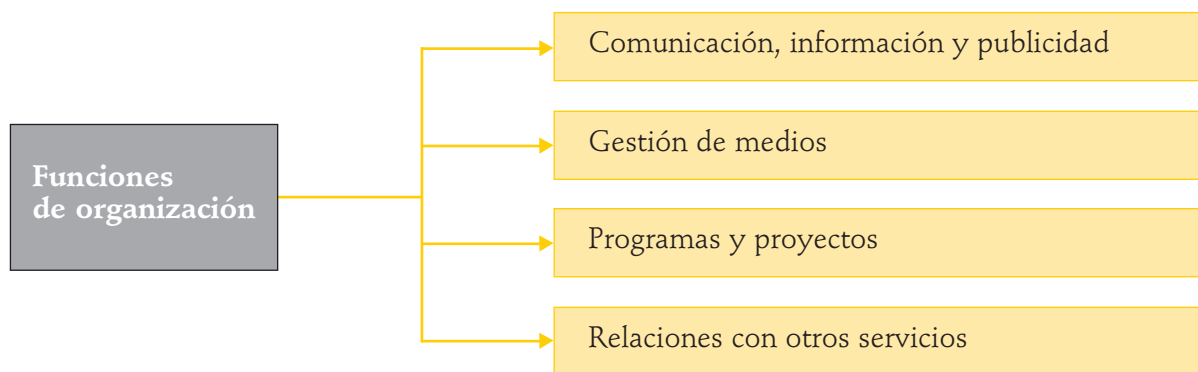 Funciones
de organización
Comunicación, información y publicidad
Gestión de medios
Programas y proyectos
Relaciones con otros servicios